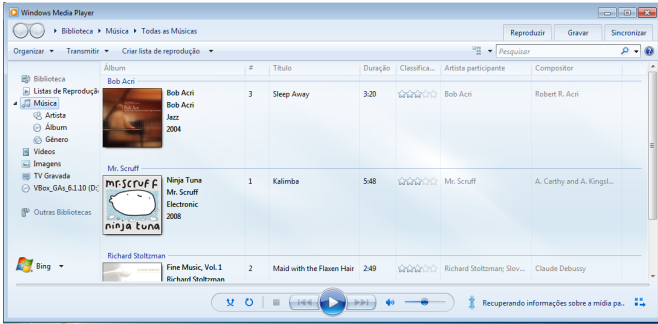 Windows Media Player
Biblioteca ▸ Música ▸ Todas as Músicas
Reproduzir Gravar Sincronizar
Organizar Transmitir Criar lista de reprodução Pesquisar
Álbum # Título Duração Classifica... Artista participante Compositor
Biblioteca
Listas de Reproduçã
Música
Artista
Álbum
Gênero
Vídeos
Imagens
TV Gravada
VBox_GAs_6.1.10 (D:)
Outras Bibliotecas
Bing
Bob Acri
Bob Acri 3 Sleep Away 3:20 Bob Acri Robert R. Acri
Bob Acri
Jazz
2004
Mr. Scruff
mr.scruff
ninja tuna
Ninja Tuna 1 Kalimba 5:48 Mr. Scruff A. Carthy and A. Kingsl...
Mr. Scruff
Electronic
2008
Richard Stoltzman
Fine Music, Vol. 1 2 Maid with the Flaxen Hair 2:49 Richard Stoltzman; Slov... Claude Debussy
Richard Stoltzman
Recuperando informações sobre a mídia pa..